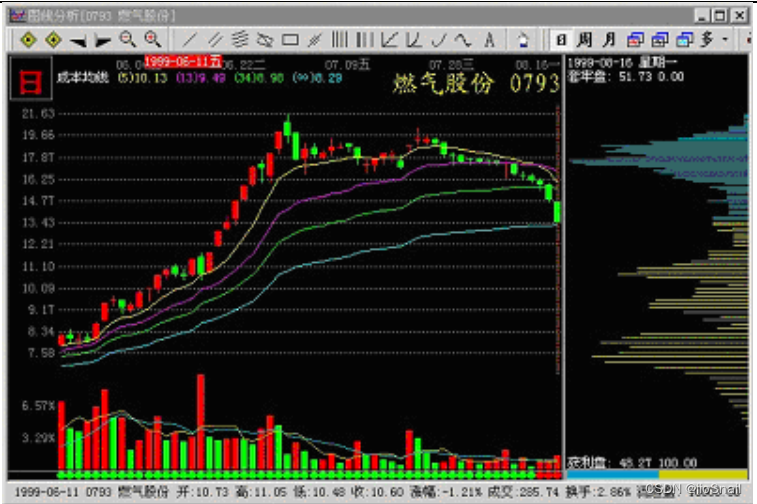 图线分析[0793 燃气股份]
日 周 月 多
1999-06-11五 06.22二 07.09五 07.28三 08.16一
成本均线 (5)10.13 (13)9.49 (34)8.98 (∞)8.29
燃气股份 0793
1999-08-16 星期一
套牢盘: 51.73 0.00
日
21.63
19.66
17.87
16.25
14.77
13.43
12.21
11.10
10.09
9.17
8.34
7.58
6.57%
3.29%
获利盘: 48.27 100.00
1999-06-11 0793 燃气股份 开:10.73 高:11.05 低:10.48 收:10.60 涨幅:-1.21% 成交:285.74 换手:2.86%